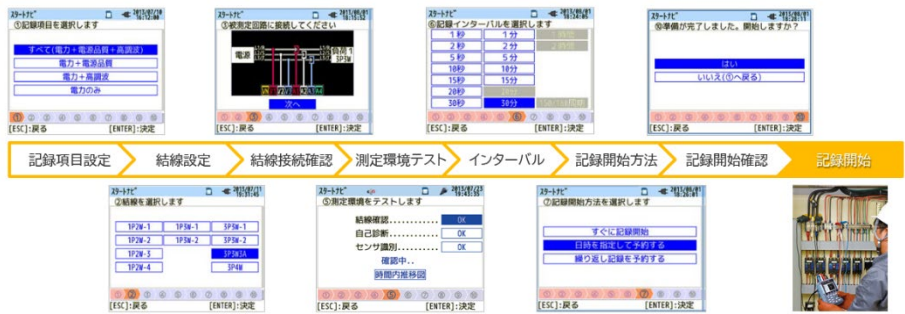 スタートナビ
①記録項目を選択します
すべて(電力+電源品質+高調波)
電力+電源品質
電力+高調波
電力のみ
[ESC]:戻る [ENTER]:決定
スタートナビ
③被測定回路に接続してください
電源
負荷 1
3P3W
次へ
[ESC]:戻る [ENTER]:決定
スタートナビ
⑥記録インターバルを選択します
1秒 1分 1時間
2秒 2分 2時間
5秒 5分
10秒 10分
15秒 15分
20秒 20分
30秒 30分
[ESC]:戻る [ENTER]:決定
スタートナビ
⑩準備が完了しました。開始しますか?
はい
いいえ(①へ戻る)
[ESC]:戻る [ENTER]:決定
記録項目設定 結線設定 結線接続確認 測定環境テスト インターバル 記録開始方法 記録開始確認 記録開始
スタートナビ
②結線を選択します
1P2W-1 1P3W-1 3P3W-1
1P2W-2 1P3W-2 3P3W-2
1P2W-3 3P3W3A
1P2W-4 3P4W
[ESC]:戻る [ENTER]:決定
スタートナビ
⑤測定環境をテストします
結線確認........... OK
自己診断........... OK
センサ識別......... OK
確認中..
時間内推移図
[ESC]:戻る [ENTER]:決定
スタートナビ
⑦記録開始方法を選択します
すぐに記録開始
日時を指定して予約する
繰り返し記録を予約する
[ESC]:戻る [ENTER]:決定